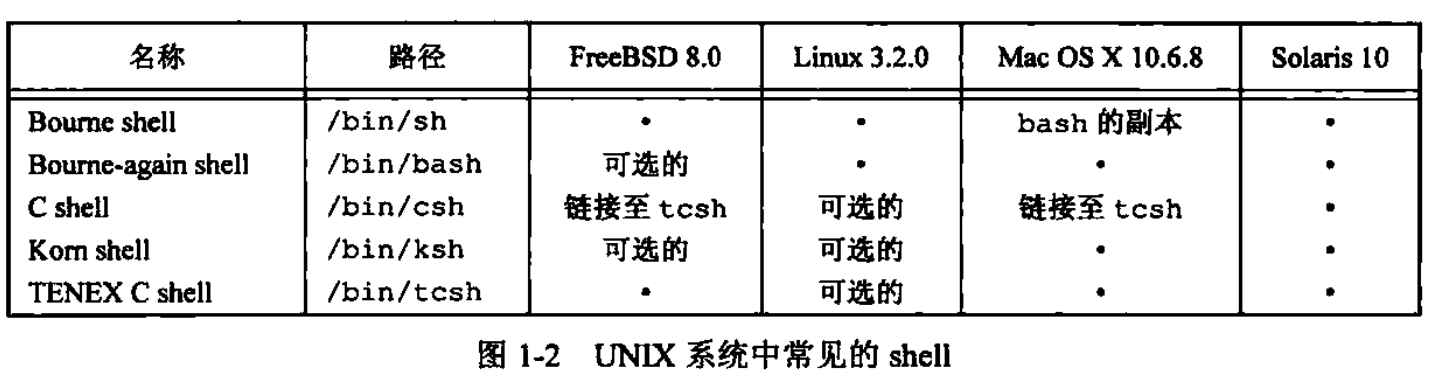 名称 路径 FreeBSD 8.0 Linux 3.2.0 Mac OS X 10.6.8 Solaris 10
Bourne shell /bin/sh • • bash 的副本 •
Bourne-again shell /bin/bash 可选的 • • •
C shell /bin/csh 链接至 tcsh 可选的 链接至 tcsh •
Korn shell /bin/ksh 可选的 可选的 • •
TENEX C shell /bin/tcsh • 可选的 • •
图 1-2 UNIX 系统中常见的 shell